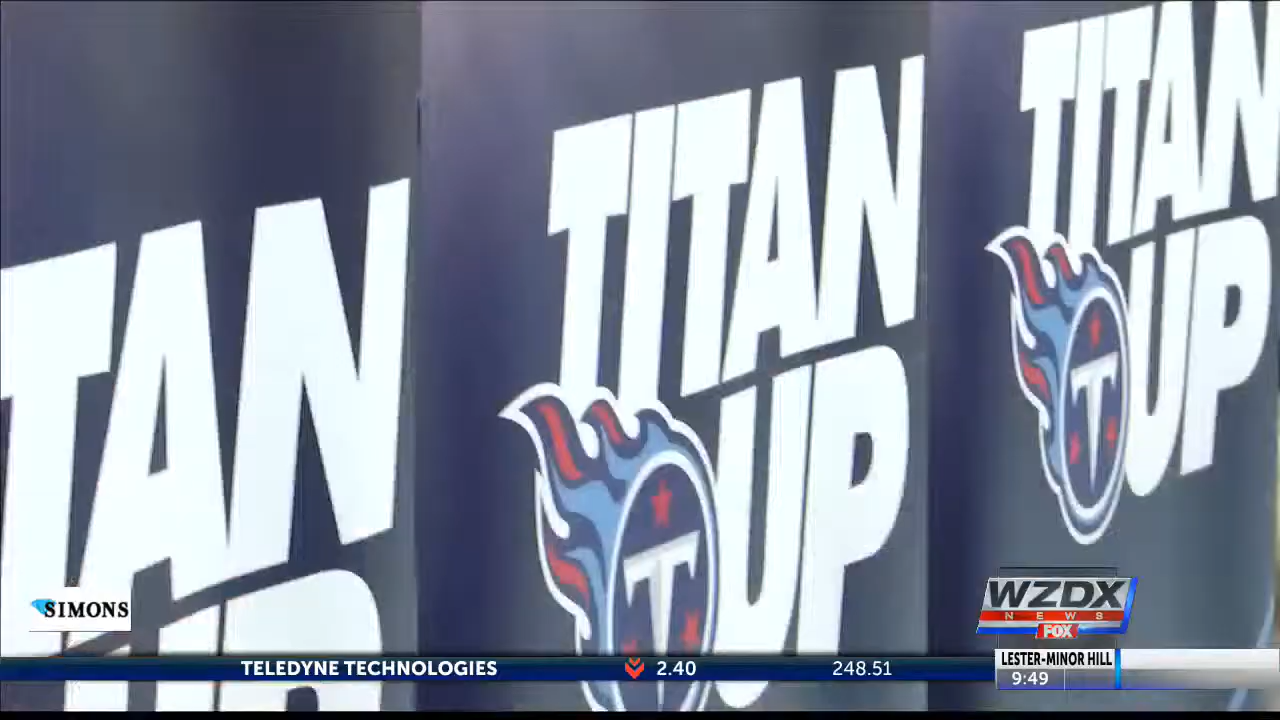 TAN
UP
TITAN
UP
T
TITAN
UP
T
SIMONS
WZDX
NEWS
FOX
TELEDYNE TECHNOLOGIES 2.40 248.51
LESTER-MINOR HILL
9:49